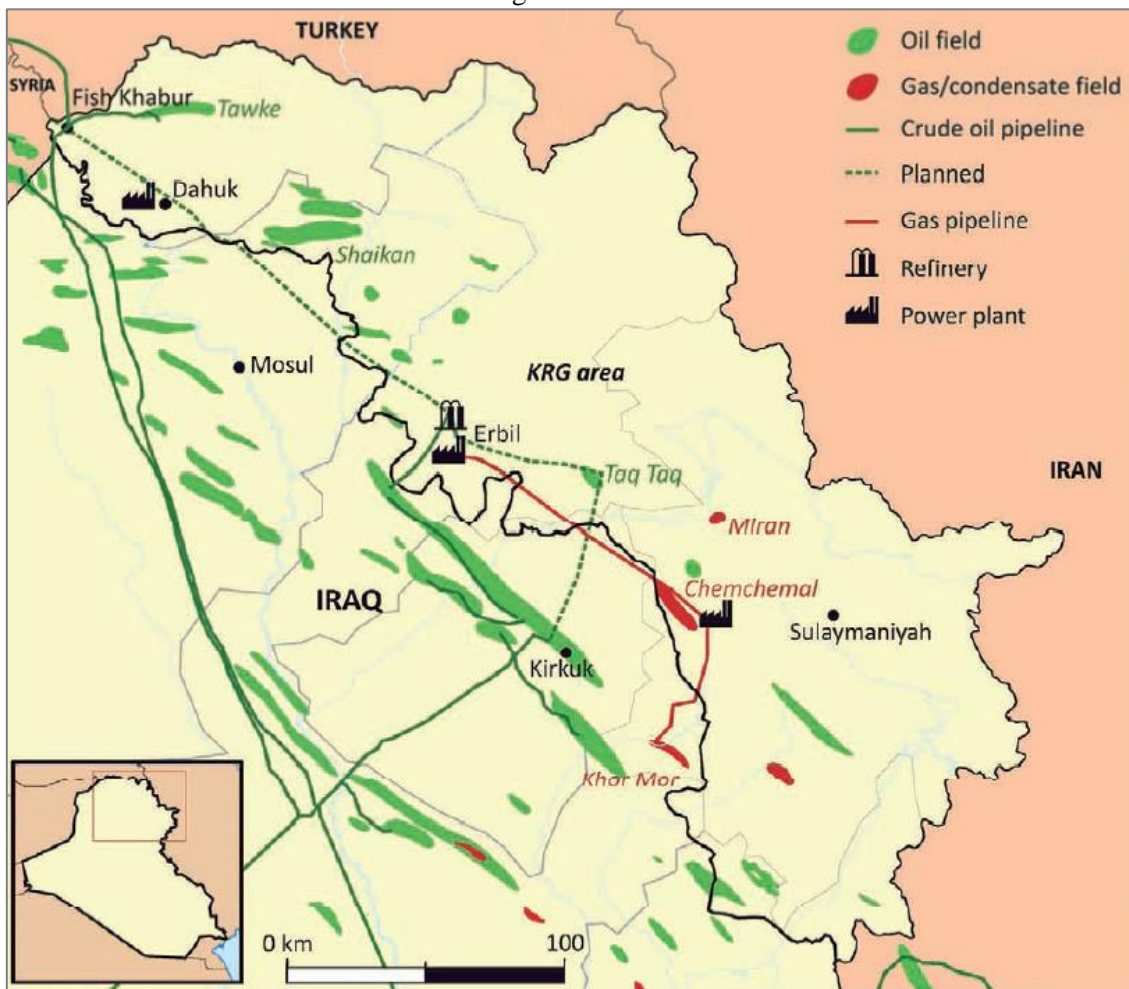 TURKEY
SYRIA
Fish Khabur
Tawke
Dahuk
Shaikan
Mosul
KRG area
Erbil
Taq Taq
IRAN
Miran
Chemchemal
IRAQ
Sulaymaniyah
Kirkuk
Khor Mor
0 km
100
Oil field
Gas/condensate field
Crude oil pipeline
Planned
Gas pipeline
Refinery
Power plant